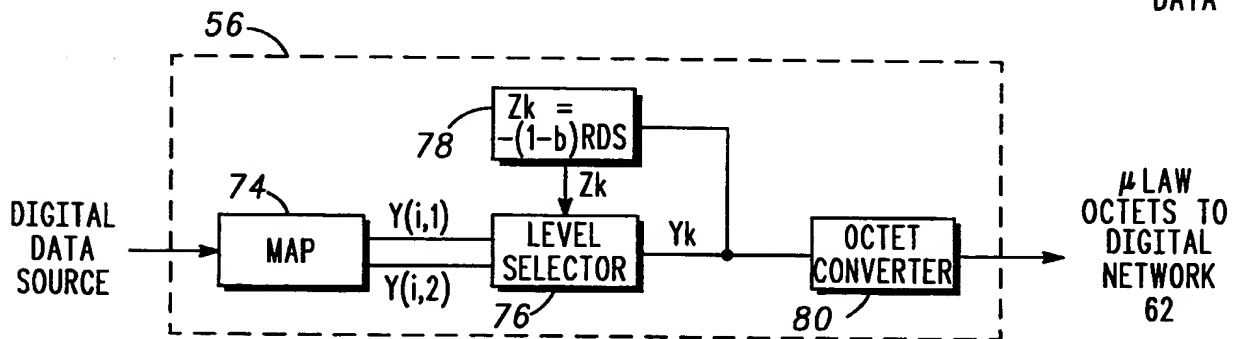 DATA
56
Zk =
-(1-b)RDS
78
Zk
74
DIGITAL
DATA
SOURCE
MAP
Y(i,1)
Y(i,2)
LEVEL
SELECTOR
76
Yk
OCTET
CONVERTER
80
μ LAW
OCTETS TO
DIGITAL
NETWORK
62